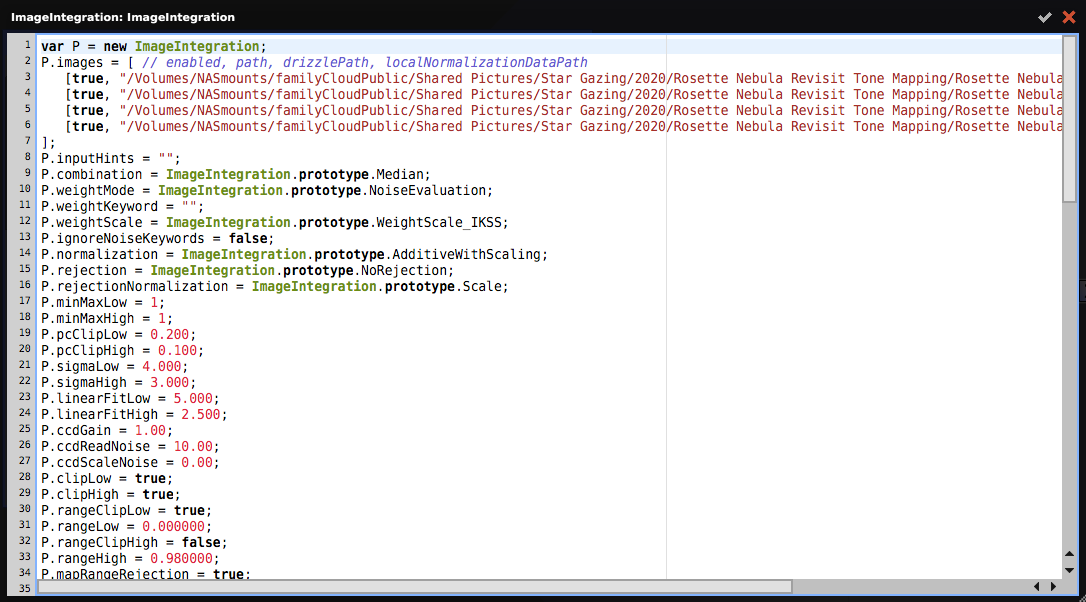 ImageIntegration: ImageIntegration
1 var P = new ImageIntegration;
2 P.images = [ // enabled, path, drizzlePath, localNormalizationDataPath
3 [true, "/Volumes/NASmounts/familyCloudPublic/Shared Pictures/Star Gazing/2020/Rosette Nebula Revisit Tone Mapping/Rosette Nebula
4 [true, "/Volumes/NASmounts/familyCloudPublic/Shared Pictures/Star Gazing/2020/Rosette Nebula Revisit Tone Mapping/Rosette Nebula
5 [true, "/Volumes/NASmounts/familyCloudPublic/Shared Pictures/Star Gazing/2020/Rosette Nebula Revisit Tone Mapping/Rosette Nebula
6 [true, "/Volumes/NASmounts/familyCloudPublic/Shared Pictures/Star Gazing/2020/Rosette Nebula Revisit Tone Mapping/Rosette Nebula
7 ];
8 P.inputHints = "";
9 P.combination = ImageIntegration.prototype.Median;
10 P.weightMode = ImageIntegration.prototype.NoiseEvaluation;
11 P.weightKeyword = "";
12 P.weightScale = ImageIntegration.prototype.WeightScale_IKSS;
13 P.ignoreNoiseKeywords = false;
14 P.normalization = ImageIntegration.prototype.AdditiveWithScaling;
15 P.rejection = ImageIntegration.prototype.NoRejection;
16 P.rejectionNormalization = ImageIntegration.prototype.Scale;
17 P.minMaxLow = 1;
18 P.minMaxHigh = 1;
19 P.pcClipLow = 0.200;
20 P.pcClipHigh = 0.100;
21 P.sigmaLow = 4.000;
22 P.sigmaHigh = 3.000;
23 P.linearFitLow = 5.000;
24 P.linearFitHigh = 2.500;
25 P.ccdGain = 1.00;
26 P.ccdReadNoise = 10.00;
27 P.ccdScaleNoise = 0.00;
28 P.clipLow = true;
29 P.clipHigh = true;
30 P.rangeClipLow = true;
31 P.rangeLow = 0.000000;
32 P.rangeClipHigh = false;
33 P.rangeHigh = 0.980000;
34 P.mapRangeRejection = true;
35